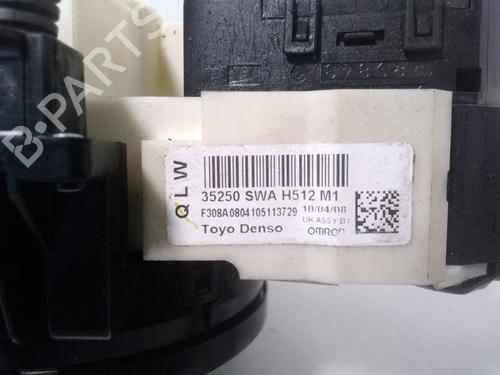 B-PARTS
QLW
35250 SWA H512 M1
F308A0804105113729
10/04/08
UK ASSY BY
Toyo Denso
OMRON